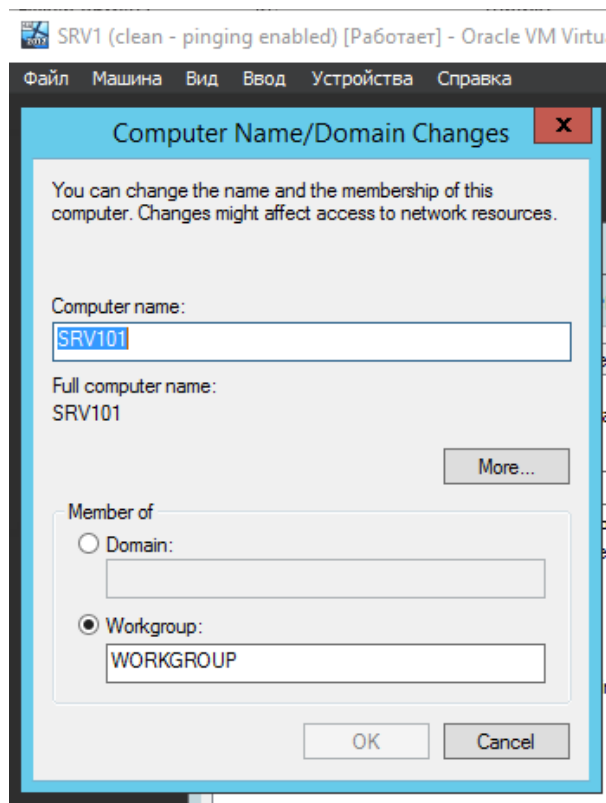 SRV1 (clean - pinging enabled) [Работает] - Oracle VM Virtu
Файл Машина Вид Ввод Устройства Справка
Computer Name/Domain Changes
x
You can change the name and the membership of this
computer. Changes might affect access to network resources.
Computer name:
SRV101
Full computer name:
SRV101
More...
Member of
Domain:
Workgroup:
WORKGROUP
OK
Cancel